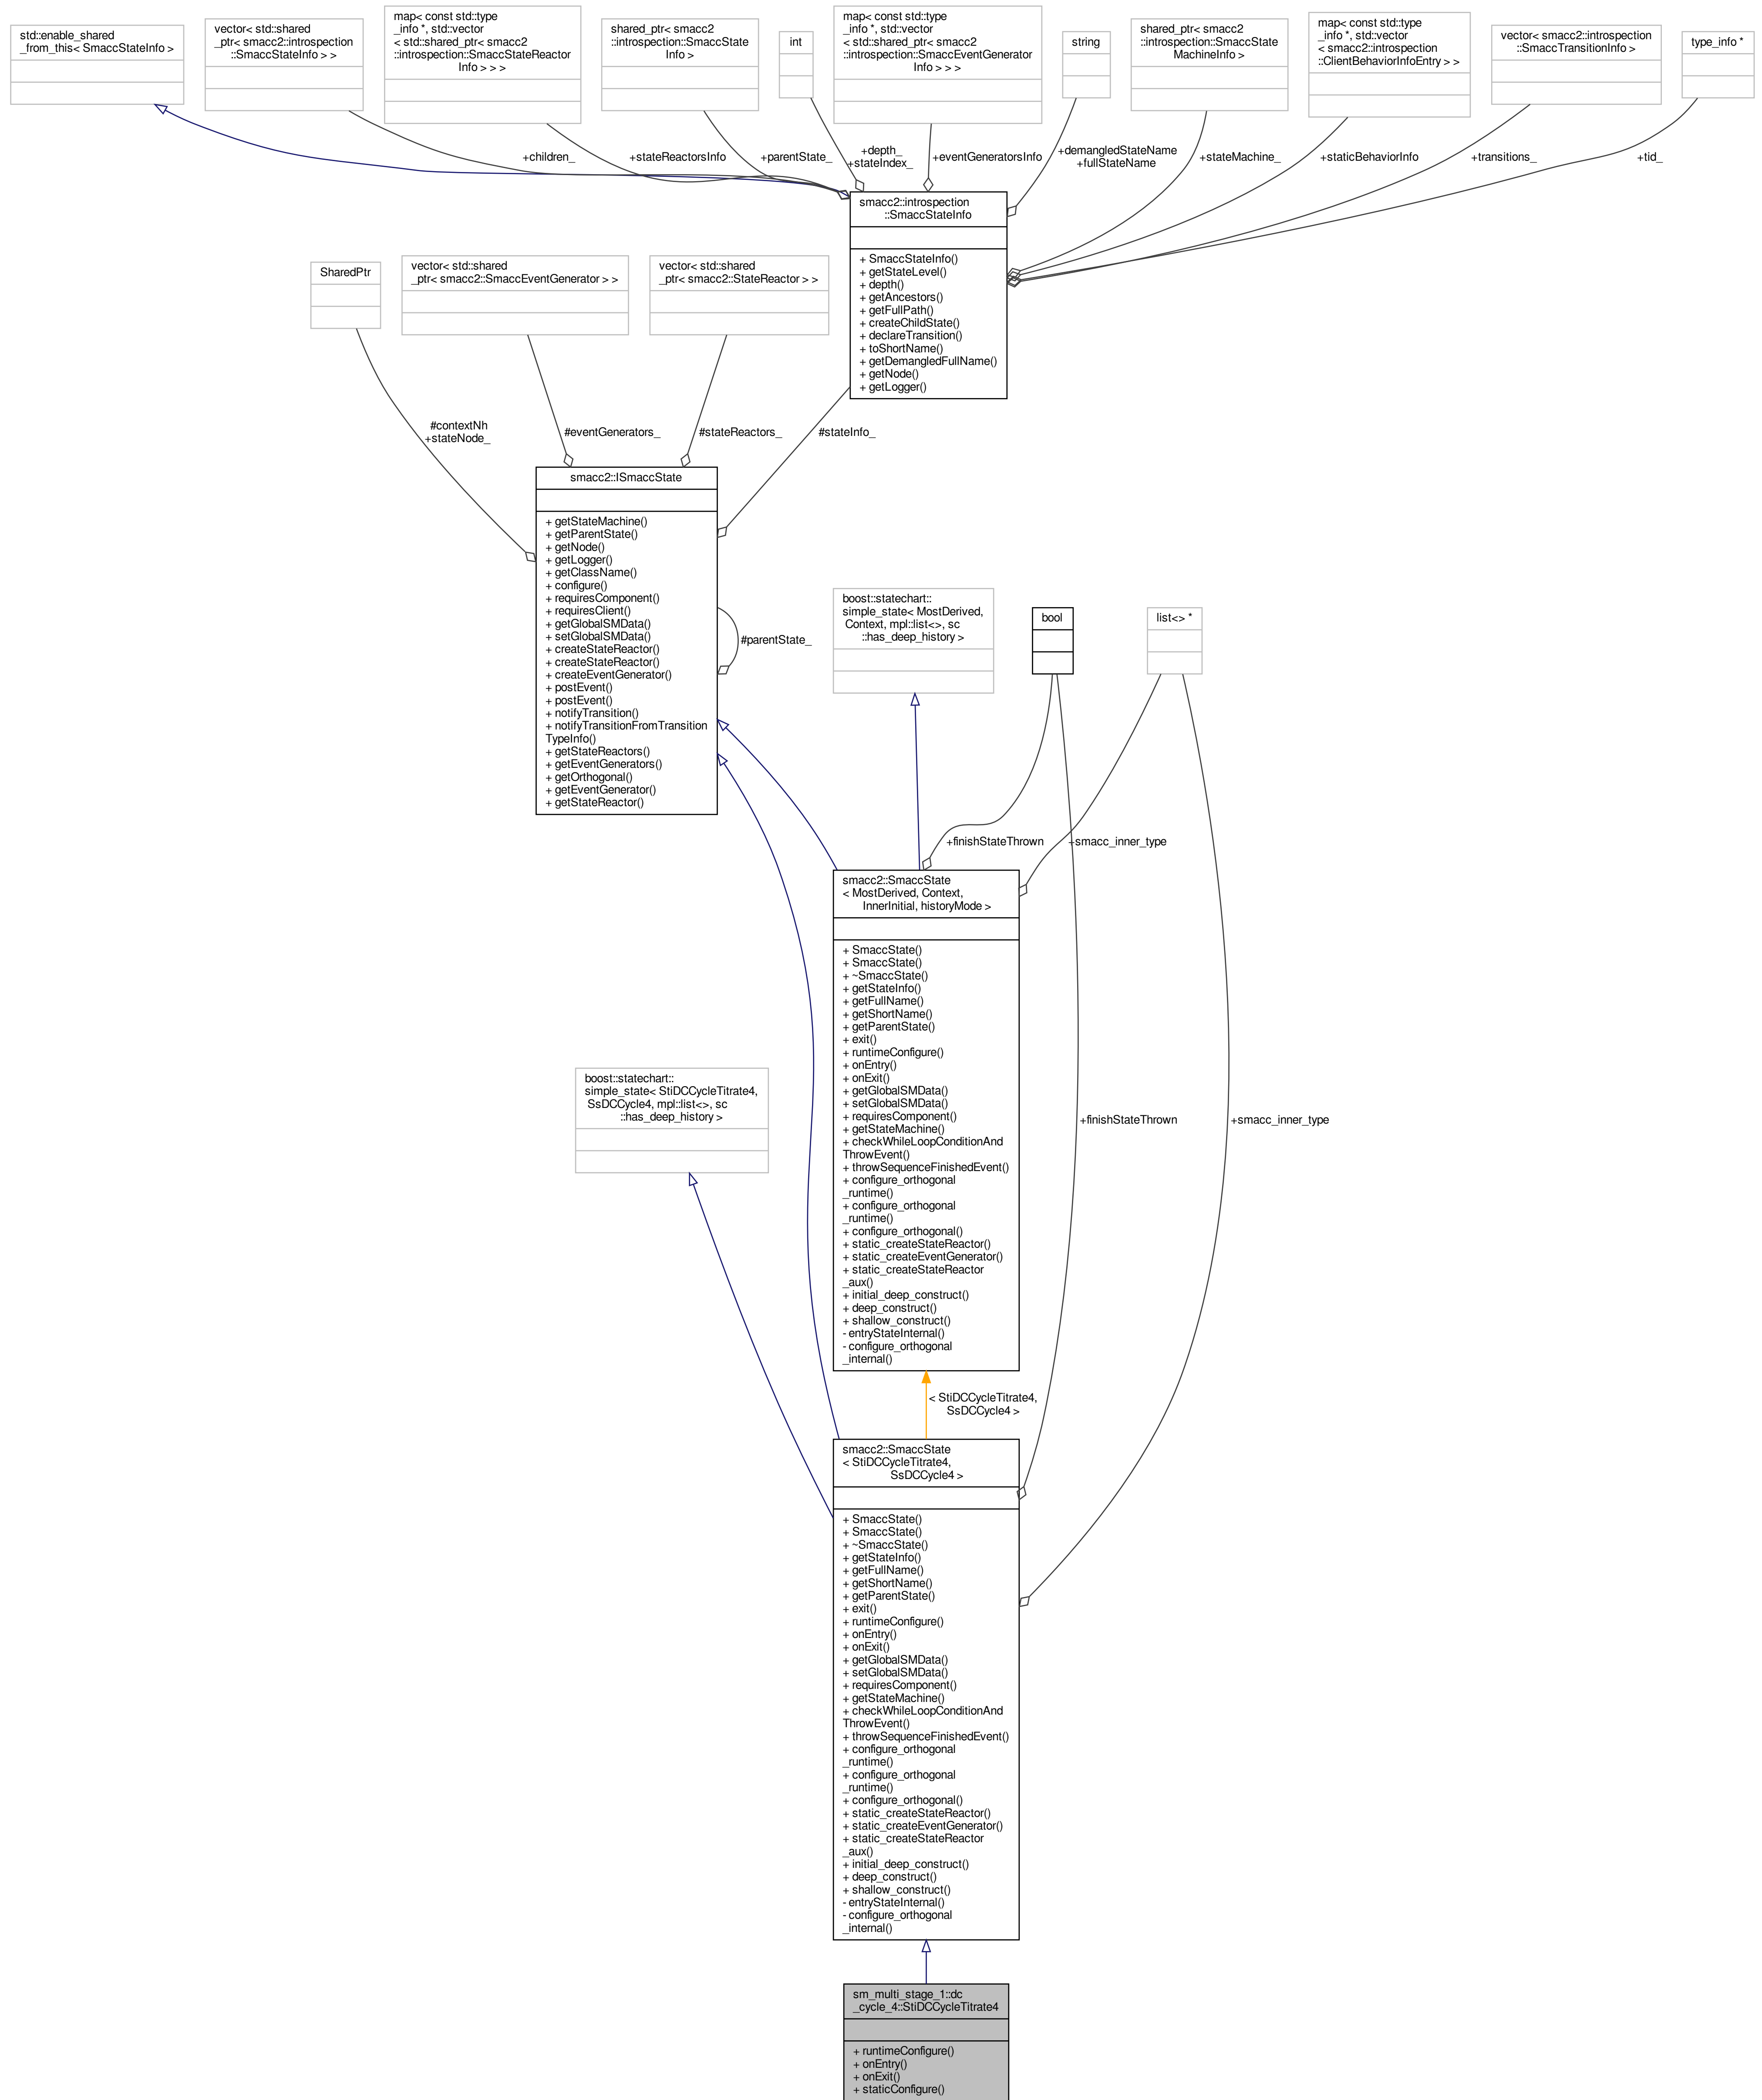 std::enable_shared
_from_this< SmaccStateInfo >
vector< std::shared
_ptr< smacc2::introspection
::SmaccStateInfo > >
map< const std::type
_info *, std::vector
< std::shared_ptr< smacc2
::introspection::SmaccStateReactor
Info > > >
shared_ptr< smacc2
::introspection::SmaccState
Info >
int
map< const std::type
_info *, std::vector
< std::shared_ptr< smacc2
::introspection::SmaccEventGenerator
Info > > >
string
shared_ptr< smacc2
::introspection::SmaccState
MachineInfo >
map< const std::type
_info *, std::vector
< smacc2::introspection
::ClientBehaviorInfoEntry > >
vector< smacc2::introspection
::SmaccTransitionInfo >
type_info *
+children_
+stateReactorsInfo
+parentState_
+depth_
+stateIndex_
+eventGeneratorsInfo
+demangledStateName
+fullStateName
+stateMachine_
+staticBehaviorInfo
+transitions_
+tid_
smacc2::introspection
::SmaccStateInfo
+ SmaccStateInfo()
+ getStateLevel()
+ depth()
+ getAncestors()
+ getFullPath()
+ createChildState()
+ declareTransition()
+ toShortName()
+ getDemangledFullName()
+ getNode()
+ getLogger()
SharedPtr
vector< std::shared
_ptr< smacc2::SmaccEventGenerator > >
vector< std::shared
_ptr< smacc2::StateReactor > >
#contextNh
+stateNode_
#eventGenerators_
#stateReactors_
#stateInfo_
smacc2::ISmaccState
+ getStateMachine()
+ getParentState()
+ getNode()
+ getLogger()
+ getClassName()
+ configure()
+ requiresComponent()
+ requiresClient()
+ getGlobalSMData()
+ setGlobalSMData()
+ createStateReactor()
+ createStateReactor()
+ createEventGenerator()
+ postEvent()
+ postEvent()
+ notifyTransition()
+ notifyTransitionFromTransition
TypeInfo()
+ getStateReactors()
+ getEventGenerators()
+ getOrthogonal()
+ getEventGenerator()
+ getStateReactor()
#parentState_
boost::statechart::
simple_state< MostDerived,
Context, mpl::list<>, sc
::has_deep_history >
bool
list<> *
+finishStateThrown
+smacc_inner_type
smacc2::SmaccState
< MostDerived, Context,
InnerInitial, historyMode >
+ SmaccState()
+ SmaccState()
+ ~SmaccState()
+ getStateInfo()
+ getFullName()
+ getShortName()
+ getParentState()
+ exit()
+ runtimeConfigure()
+ onEntry()
+ onExit()
+ getGlobalSMData()
+ setGlobalSMData()
+ requiresComponent()
+ getStateMachine()
+ checkWhileLoopConditionAnd
ThrowEvent()
+ throwSequenceFinishedEvent()
+ configure_orthogonal
_runtime()
+ configure_orthogonal
_runtime()
+ configure_orthogonal()
+ static_createStateReactor()
+ static_createEventGenerator()
+ static_createStateReactor
_aux()
+ initial_deep_construct()
+ deep_construct()
+ shallow_construct()
- entryStateInternal()
- configure_orthogonal
_internal()
boost::statechart::
simple_state< StiDCCycleTitrate4,
SsDCCycle4, mpl::list<>, sc
::has_deep_history >
+finishStateThrown
+smacc_inner_type
< StiDCCycleTitrate4,
SsDCCycle4 >
smacc2::SmaccState
< StiDCCycleTitrate4,
SsDCCycle4 >
+ SmaccState()
+ SmaccState()
+ ~SmaccState()
+ getStateInfo()
+ getFullName()
+ getShortName()
+ getParentState()
+ exit()
+ runtimeConfigure()
+ onEntry()
+ onExit()
+ getGlobalSMData()
+ setGlobalSMData()
+ requiresComponent()
+ getStateMachine()
+ checkWhileLoopConditionAnd
ThrowEvent()
+ throwSequenceFinishedEvent()
+ configure_orthogonal
_runtime()
+ configure_orthogonal
_runtime()
+ configure_orthogonal()
+ static_createStateReactor()
+ static_createEventGenerator()
+ static_createStateReactor
_aux()
+ initial_deep_construct()
+ deep_construct()
+ shallow_construct()
- entryStateInternal()
- configure_orthogonal
_internal()
sm_multi_stage_1::dc
_cycle_4::StiDCCycleTitrate4
+ runtimeConfigure()
+ onEntry()
+ onExit()
+ staticConfigure()